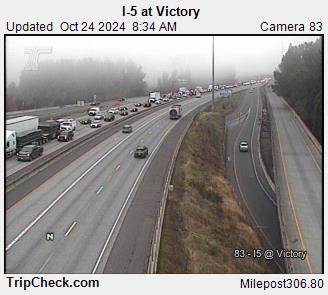 I-5 at Victory
Updated Oct 24 2024 8:34 AM Camera 83
N
83 - I5 @ Victory
TripCheck.com Milepost306.80